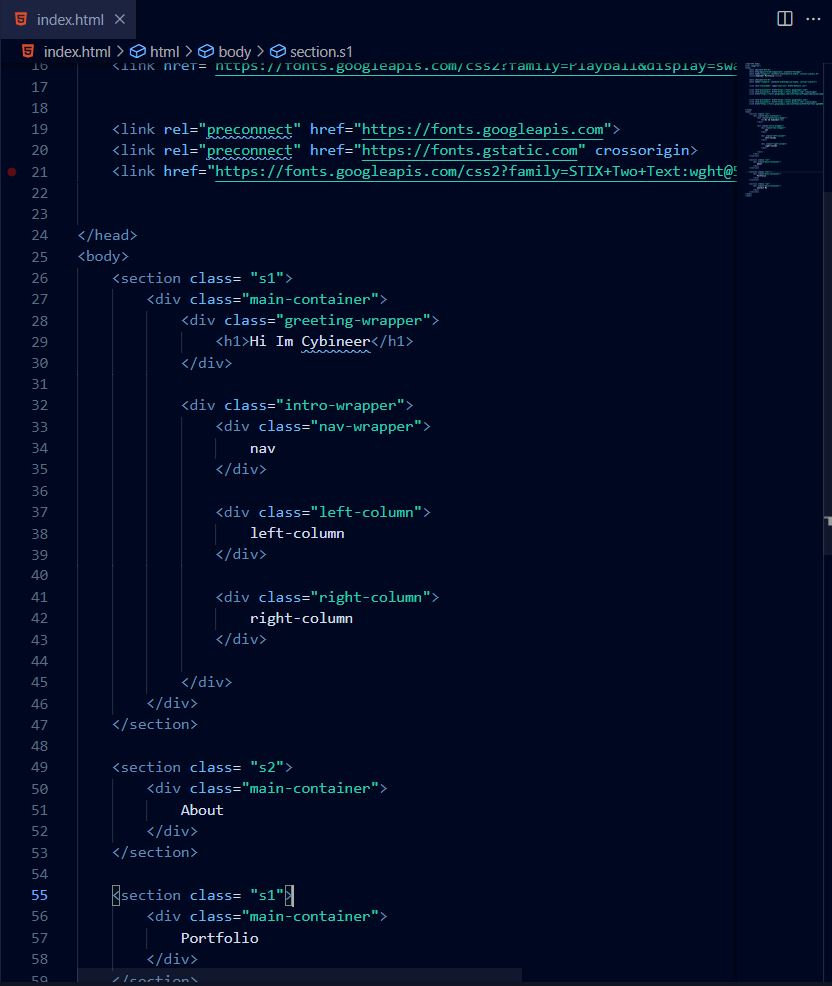 index.html
index.html > html > body > section.s1
16 <link href="https://fonts.googleapis.com/css2?family=Playball&display=swa
17
18
19 <link rel="preconnect" href="https://fonts.googleapis.com">
20 <link rel="preconnect" href="https://fonts.gstatic.com" crossorigin>
21 <link href="https://fonts.googleapis.com/css2?family=STIX+Two+Text:wght@5
22
23
24 </head>
25 <body>
26 <section class= "s1">
27 <div class="main-container">
28 <div class="greeting-wrapper">
29 <h1>Hi Im Cybineer</h1>
30 </div>
31
32 <div class="intro-wrapper">
33 <div class="nav-wrapper">
34 nav
35 </div>
36
37 <div class="left-column">
38 left-column
39 </div>
40
41 <div class="right-column">
42 right-column
43 </div>
44
45 </div>
46 </div>
47 </section>
48
49 <section class= "s2">
50 <div class="main-container">
51 About
52 </div>
53 </section>
54
55 <section class= "s1">
56 <div class="main-container">
57 Portfolio
58 </div>
59 </section>